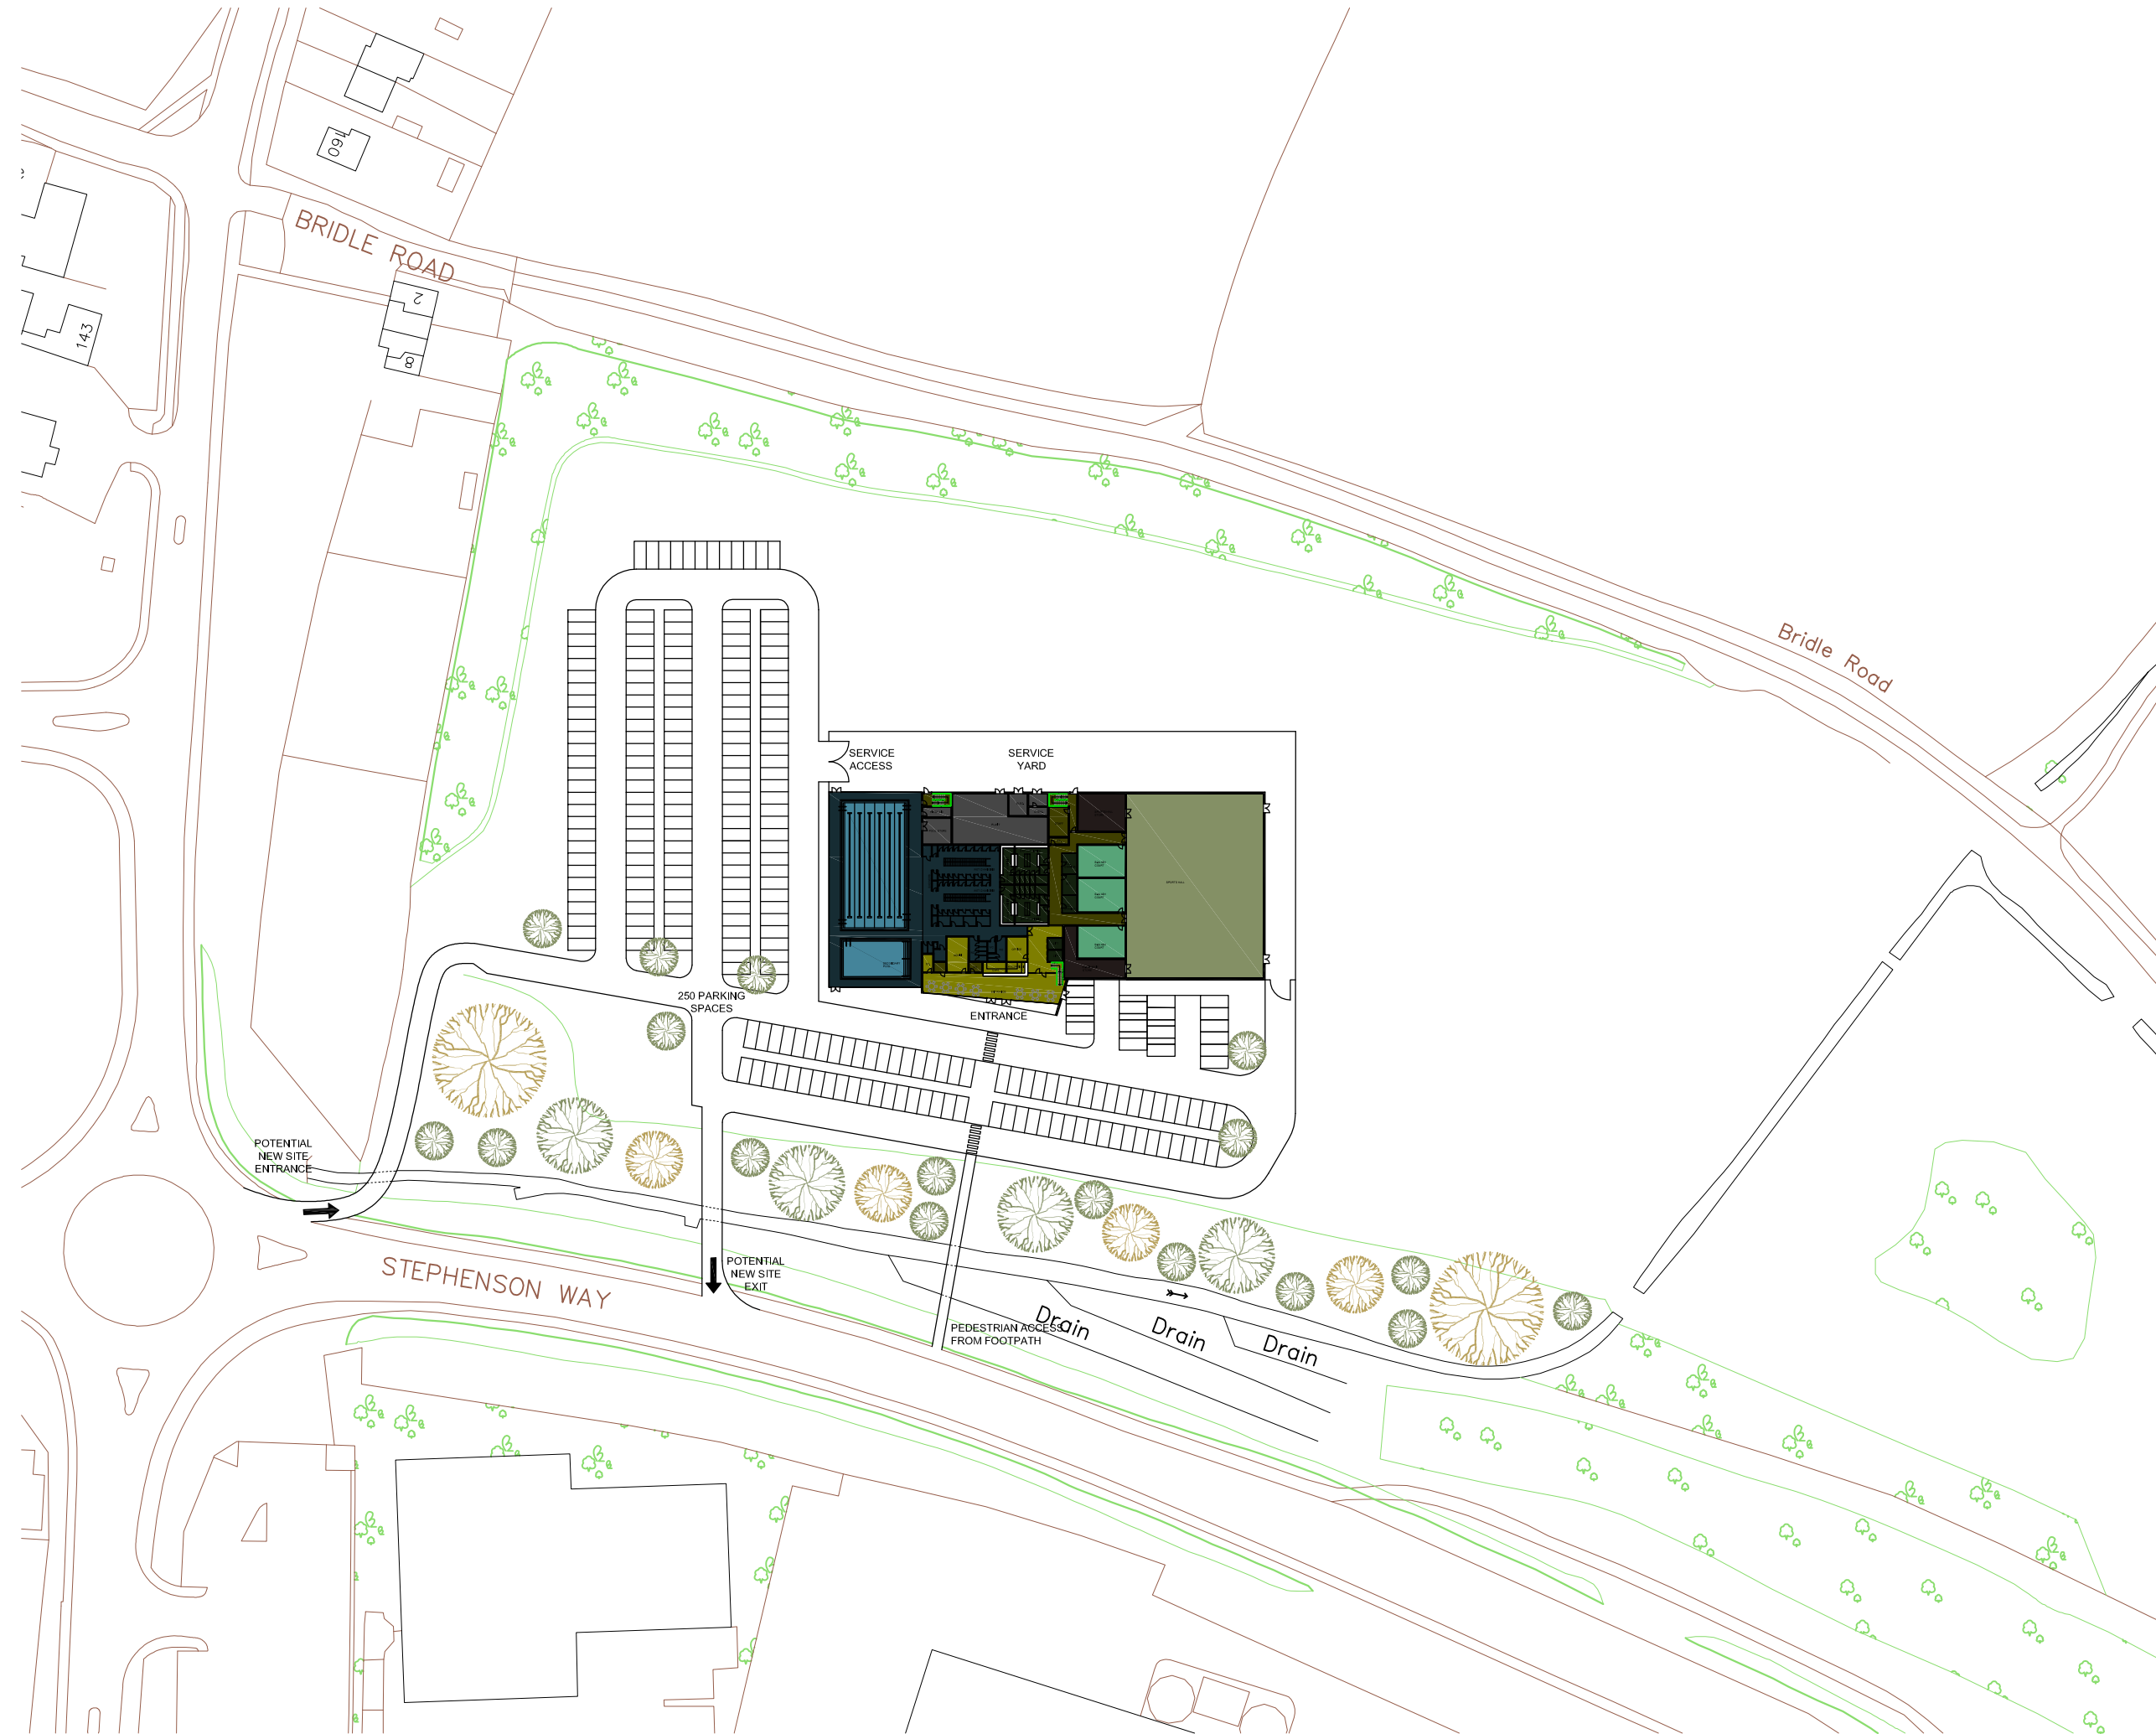 160
BRIDLE ROAD
2
8
143
Bridle Road
SERVICE
ACCESS
SERVICE
YARD
250 PARKING
SPACES
ENTRANCE
POTENTIAL
NEW SITE
ENTRANCE
POTENTIAL
NEW SITE
EXIT
STEPHENSON WAY
PEDESTRIAN ACCESS
FROM FOOTPATH
Drain
Drain
Drain